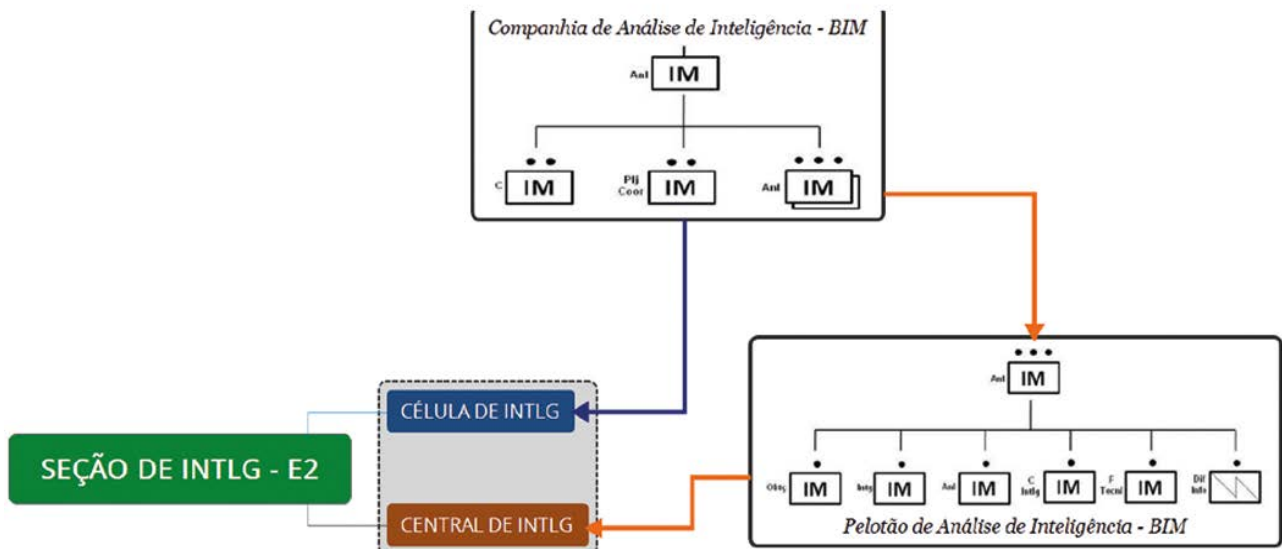 Companhia de Análise de Inteligência - BIM
Anl IM
C IM
Plj
Coor IM
Anl IM
Anl IM
CÉLULA DE INTLG
SEÇÃO DE INTLG - E2
IM
Intg IM
Anl IM
C
Intlg IM
F
Tecnl IM
Dif
Info
CENTRAL DE INTLG
Pelotão de Análise de Inteligência - BIM